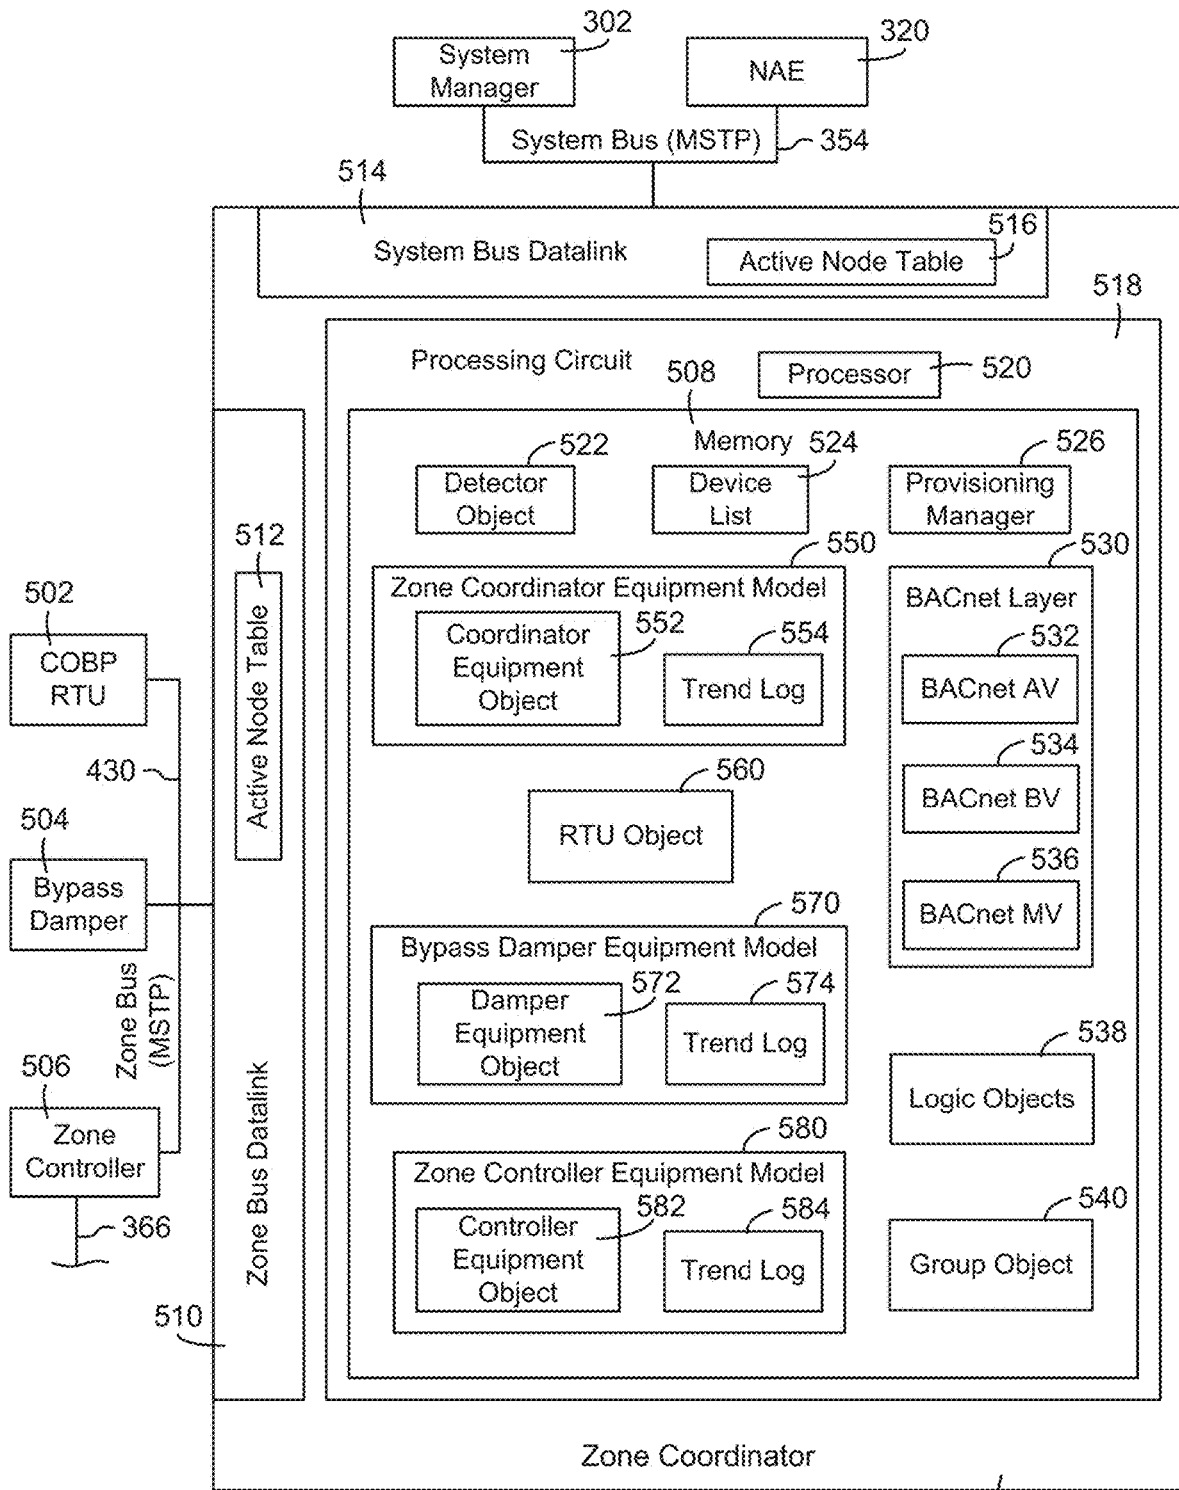 302
320
System
Manager
NAE
System Bus (MSTP)
354
514
516
System Bus Datalink
Active Node Table
518
Processing Circuit
Processor
520
508
Memory
522
524
526
Detector
Object
Device
List
Provisioning
Manager
512
Active Node Table
502
COBP
RTU
430
504
Bypass
Damper
Zone Bus
(MSTP)
506
Zone
Controller
366
Zone Bus Datalink
510
550
Zone Coordinator Equipment Model
552
Coordinator
Equipment
Object
554
Trend Log
530
BACnet Layer
532
BACnet AV
534
BACnet BV
536
BACnet MV
560
RTU Object
570
Bypass Damper Equipment Model
572
Damper
Equipment
Object
574
Trend Log
538
Logic Objects
580
Zone Controller Equipment Model
582
Controller
Equipment
Object
584
Trend Log
540
Group Object
Zone Coordinator